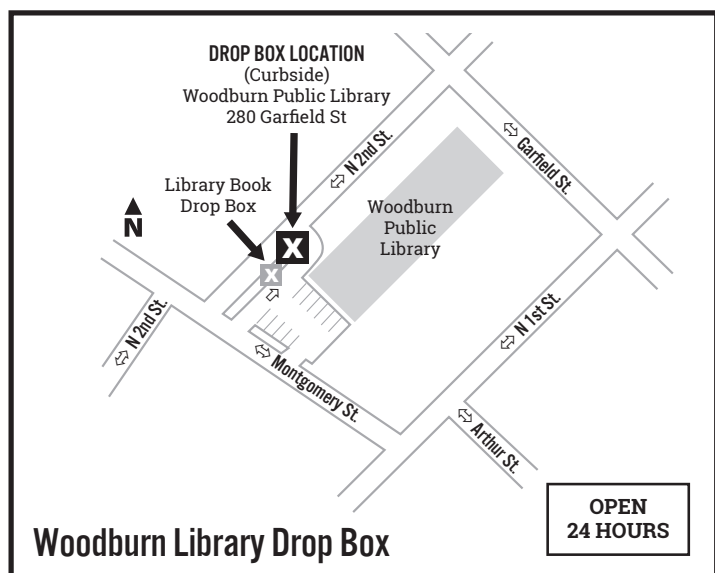 DROP BOX LOCATION
(Curbside)
Woodburn Public Library
280 Garfield St
N 2nd St.
Garfield St.
Library Book
Drop Box
N
X
X
Woodburn
Public
Library
N 2nd St.
N 1st St.
Montgomery St.
Arthur St.
OPEN
24 HOURS
Woodburn Library Drop Box